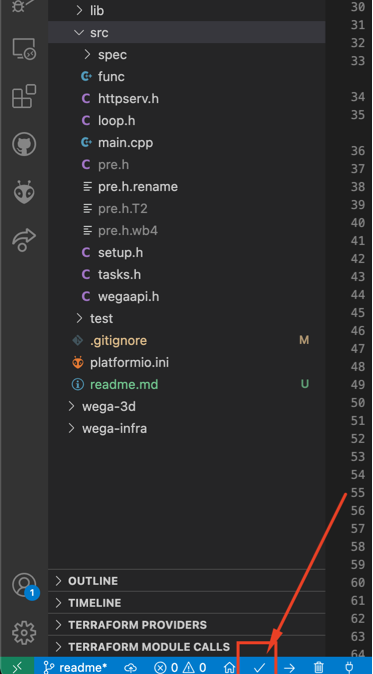 lib
src
spec
func
httpserv.h
loop.h
main.cpp
pre.h
pre.h.rename
pre.h.T2
pre.h.wb4
setup.h
tasks.h
wegaapi.h
test
.gitignore M
platformio.ini
readme.md U
wega-3d
wega-infra
OUTLINE
TIMELINE
TERRAFORM PROVIDERS
TERRAFORM MODULE CALLS
1
readme* 0 0
30
31
32
33
34
35
36
37
38
39
40
41
42
43
44
45
46
47
48
49
50
51
52
53
54
55
56
57
58
59
60
61
62
63
64